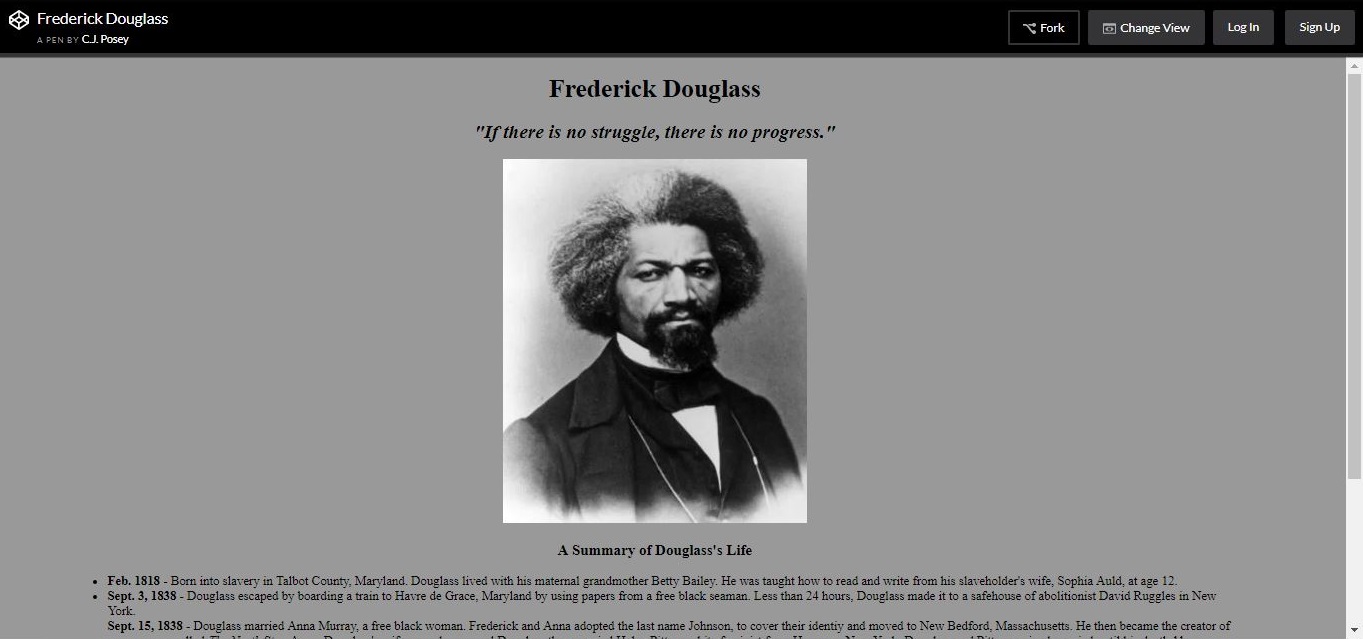 Frederick Douglass
A PEN BY C.J. Posey
Fork
Change View
Log In
Sign Up
Frederick Douglass
"If there is no struggle, there is no progress."
A Summary of Douglass's Life
Feb. 1818 - Born into slavery in Talbot County, Maryland. Douglass lived with his maternal grandmother Betty Bailey. He was taught how to read and write from his slaveholder's wife, Sophia Auld, at age 12.
Sept. 3, 1838 - Douglass escaped by boarding a train to Havre de Grace, Maryland by using papers from a free black seaman. Less than 24 hours, Douglass made it to a safehouse of abolitionist David Ruggles in New
York.
Sept. 15, 1838 - Douglass married Anna Murray, a free black woman. Frederick and Anna adopted the last name Johnson, to cover their identiy and moved to New Bedford, Massachusetts. He then became the creator of